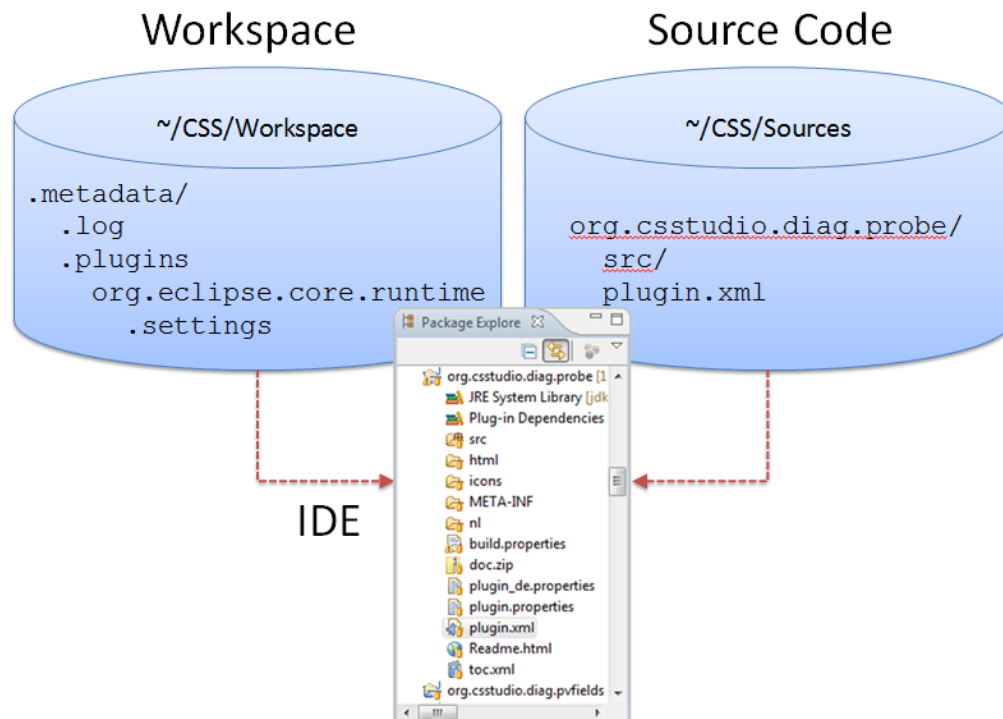 Workspace
Source Code
~/CSS/Workspace
~/CSS/Sources
.metadata/
.log
.plugins
org.eclipse.core.runtime
.settings
org.csstudio.diag.probe/
src/
plugin.xml
IDE
Package Explore
org.csstudio.diag.probe [1
JRE System Library [jdk
Plug-in Dependencies
src
html
icons
META-INF
nl
build.properties
doc.zip
plugin_de.properties
plugin.properties
plugin.xml
Readme.html
toc.xml
org.csstudio.diag.pvfields